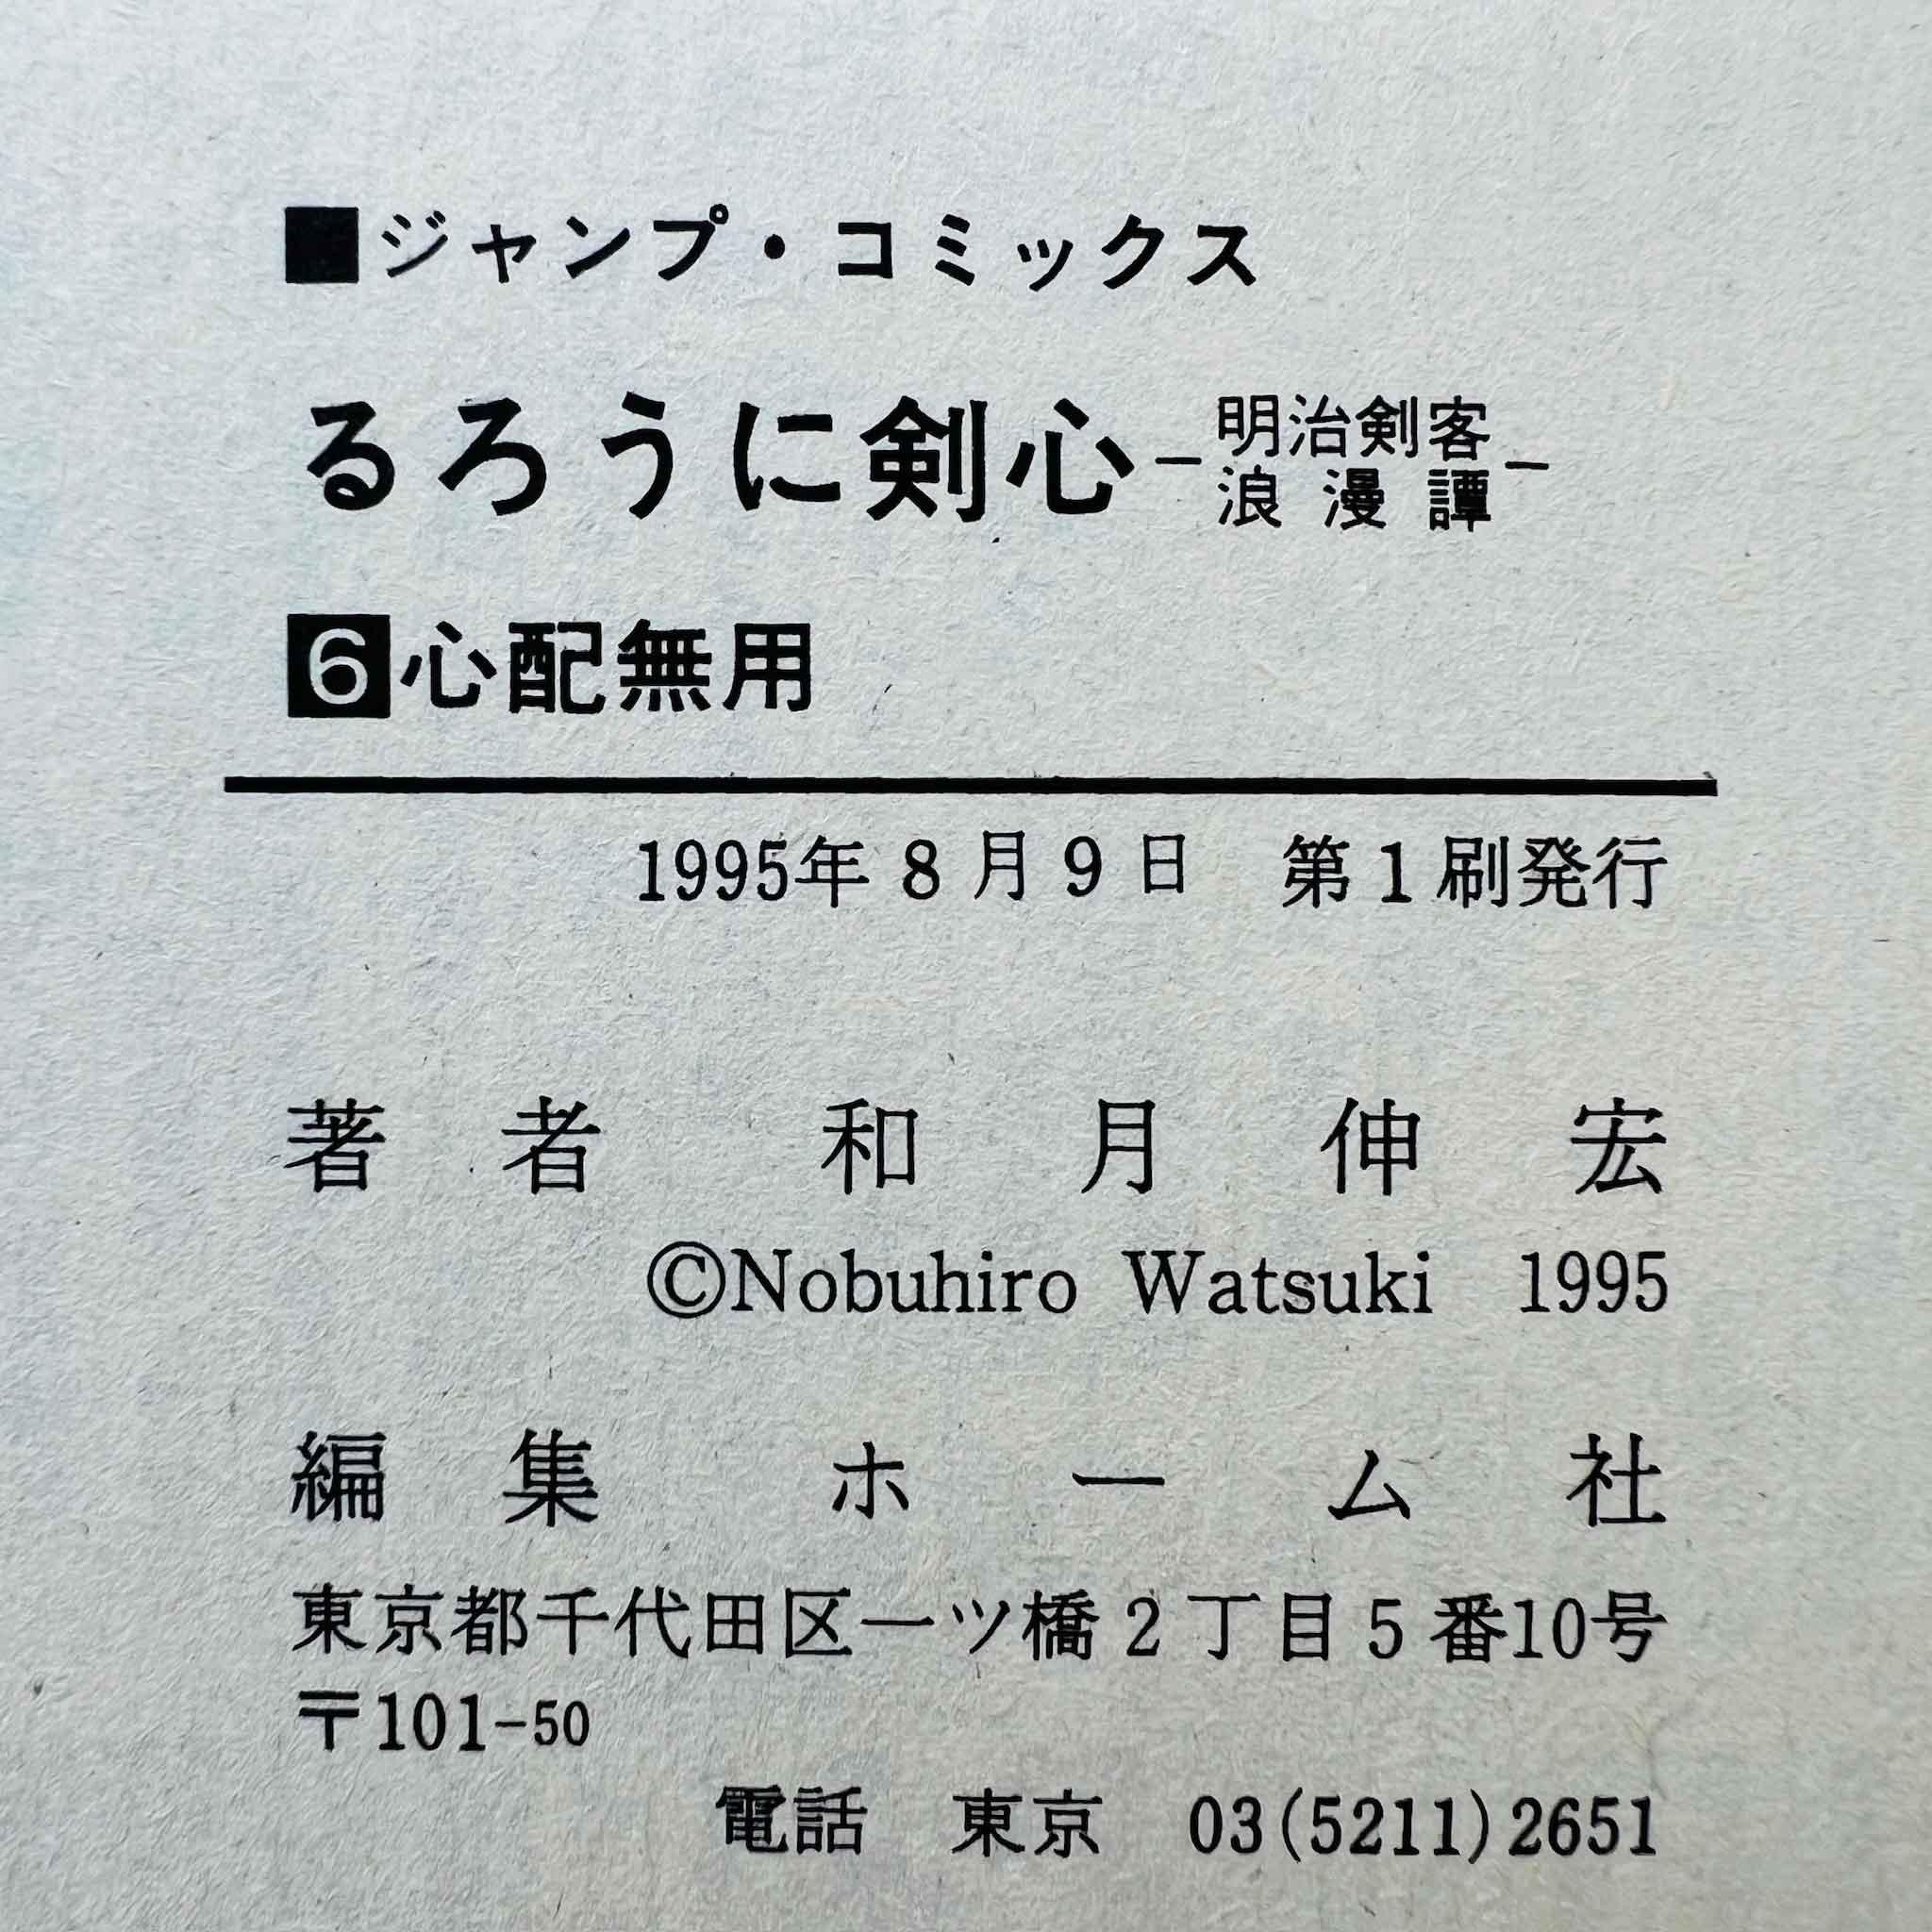 ■ジャンプ・コミックス
るろうに剣心−明治剣客浪漫譚−
6心配無用
1995年8月9日　第1刷発行
著者　和月伸宏
©Nobuhiro Watsuki 1995
編集　ホーム社
東京都千代田区一ツ橋2丁目5番10号
〒101-50
電話　東京　03(5211)2651